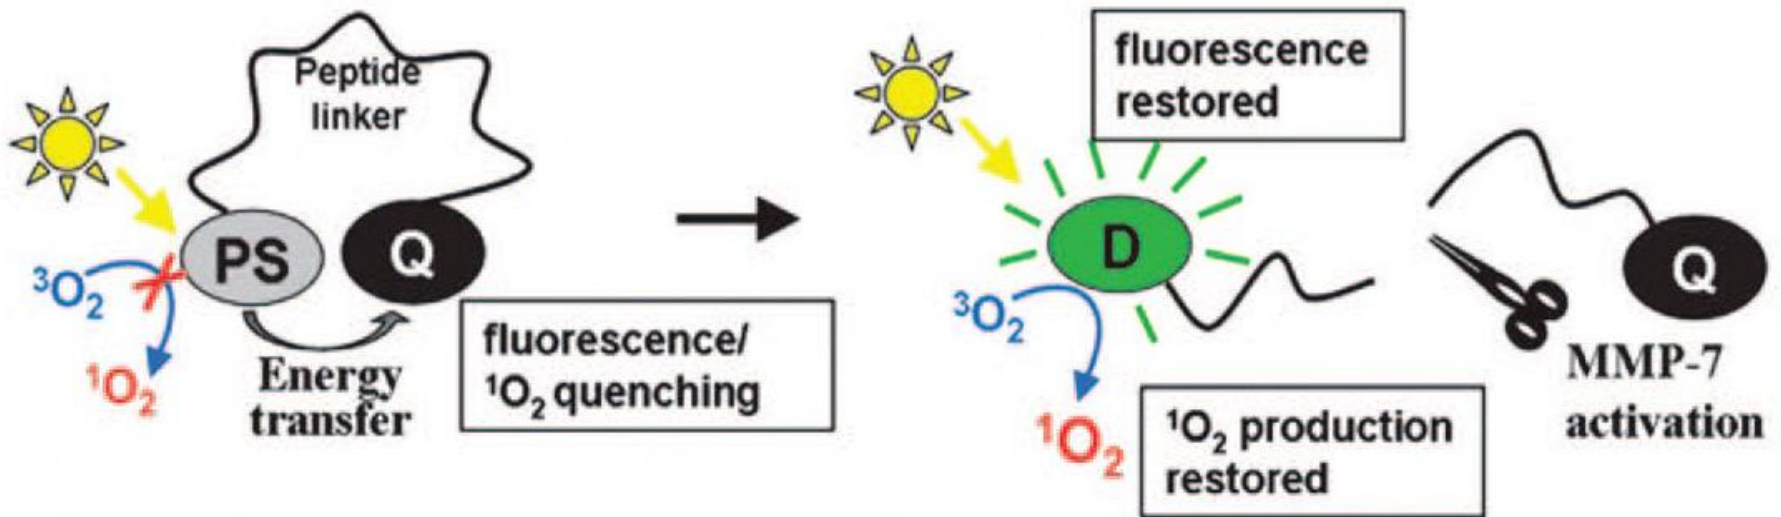 Peptide
linker
PS
Q
³O₂
¹O₂
Energy
transfer
fluorescence/
¹O₂ quenching
fluorescence
restored
D
³O₂
¹O₂
¹O₂ production
restored
Q
MMP-7
activation